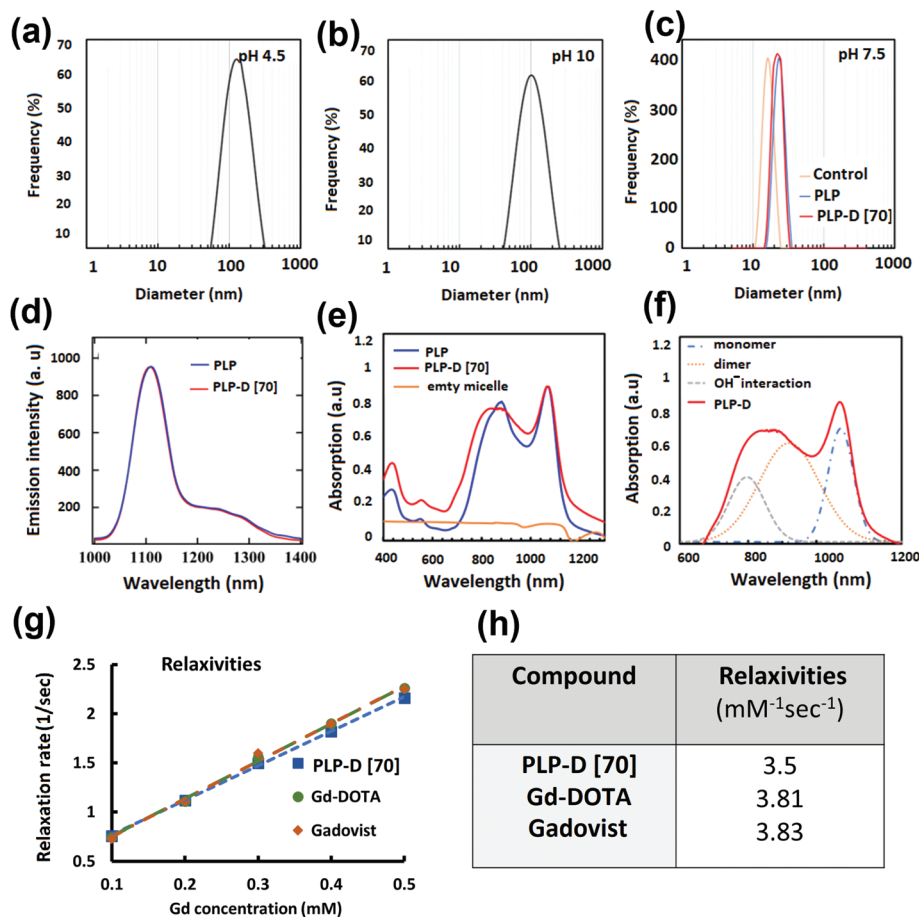 (a)
70
60
50
40
30
20
10
Frequency (%)
pH 4.5
1 10 100 1000
Diameter (nm)
(b)
70
60
50
40
30
20
10
Frequency (%)
pH 10
1 10 100 1000
Diameter (nm)
(c)
400
300
200
100
0
Frequency (%)
pH 7.5
Control
PLP
PLP-D [70]
1 10 100 1000
Diameter (nm)
(d)
1000
800
600
400
200
Emission intensity (a. u)
PLP
PLP-D [70]
1000 1100 1200 1300 1400
Wavelength (nm)
(e)
1.2
1
0.8
0.6
0.4
0.2
0
Absorption (a.u)
PLP
PLP-D [70]
emty micelle
400 600 800 1000 1200
Wavelength (nm)
(f)
1.2
1
0.8
0.6
0.4
0.2
0
Absorption (a.u)
monomer
dimer
OH⁻interaction
PLP-D
600 800 1000 1200
Wavelength (nm)
(g)
Relaxivities
2.5
2
1.5
1
0.5
Relaxation rate (1/sec)
PLP-D [70]
Gd-DOTA
Gadovist
0.1 0.2 0.3 0.4 0.5
Gd concentration (mM)
(h)
Compound Relaxivities
(mM⁻¹sec⁻¹)
PLP-D [70] 3.5
Gd-DOTA 3.81
Gadovist 3.83